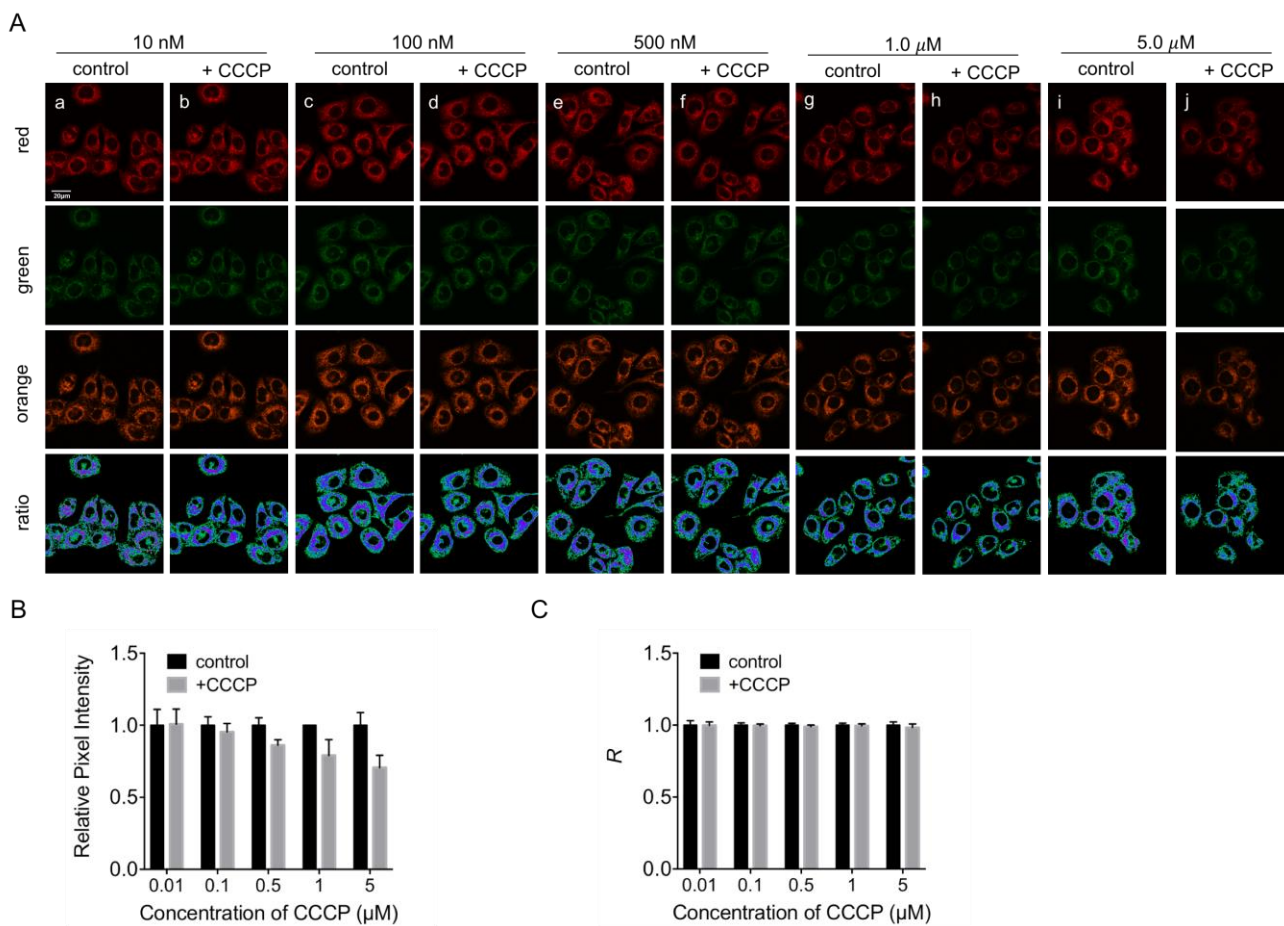 A
10 nM 100 nM 500 nM 1.0 μM 5.0 μM
control + CCCP control + CCCP control + CCCP control + CCCP control + CCCP
a b c d e f g h i j
red
20μm
green
orange
ratio
B
Relative Pixel Intensity
1.5
1.0
0.5
0.0
control
+CCCP
0.01 0.1 0.5 1 5
Concentration of CCCP (μM)
C
R
1.5
1.0
0.5
0.0
control
+CCCP
0.01 0.1 0.5 1 5
Concentration of CCCP (μM)